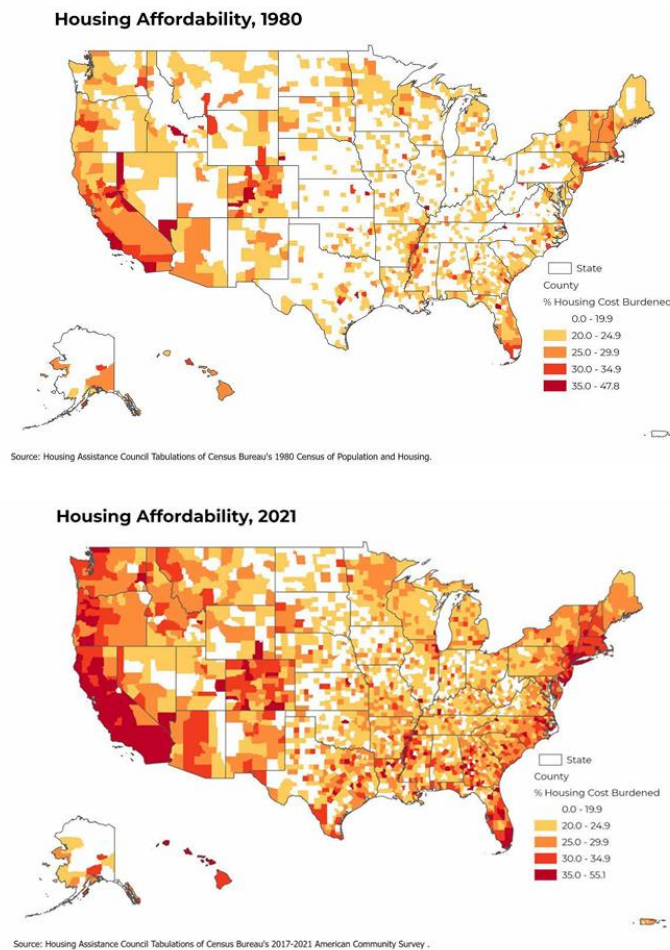 Housing Affordability, 1980
State
County
% Housing Cost Burdened
0.0 - 19.9
20.0 - 24.9
25.0 - 29.9
30.0 - 34.9
35.0 - 47.8
Source: Housing Assistance Council Tabulations of Census Bureau's 1980 Census of Population and Housing.
Housing Affordability, 2021
State
County
% Housing Cost Burdened
0.0 - 19.9
20.0 - 24.9
25.0 - 29.9
30.0 - 34.9
35.0 - 55.1
Source: Housing Assistance Council Tabulations of Census Bureau's 2017-2021 American Community Survey .